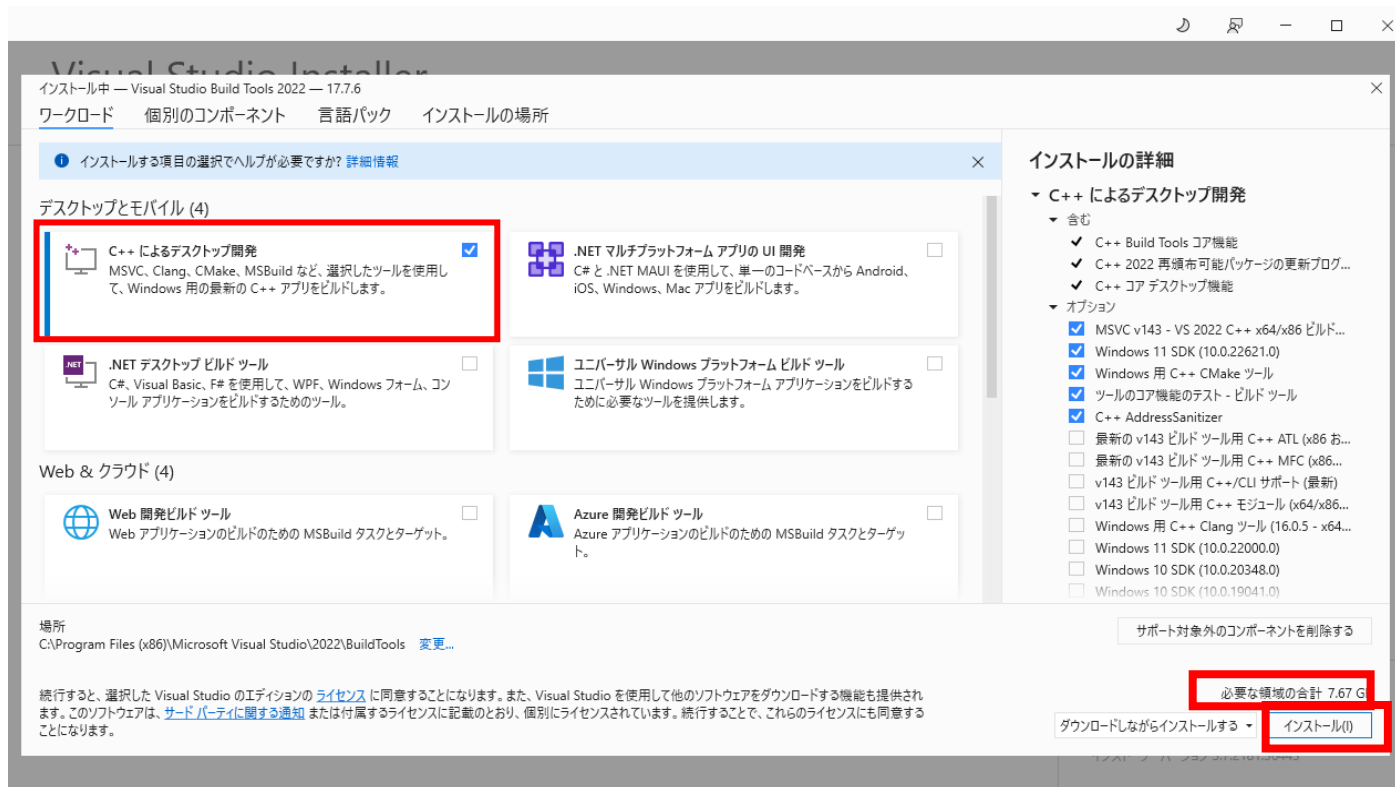 Visual Studio Installer
インストール中 — Visual Studio Build Tools 2022 — 17.7.6
ワークロード 個別のコンポーネント 言語パック インストールの場所
インストールする項目の選択でヘルプが必要ですか? 詳細情報
デスクトップとモバイル (4)
C++ によるデスクトップ開発
MSVC、Clang、CMake、MSBuild など、選択したツールを使用し
て、Windows 用の最新の C++ アプリをビルドします。
.NET マルチプラットフォーム アプリの UI 開発
C# と .NET MAUI を使用して、単一のコードベースから Android、
iOS、Windows、Mac アプリをビルドします。
.NET デスクトップ ビルド ツール
C#、Visual Basic、F# を使用して、WPF、Windows フォーム、コン
ソール アプリケーションをビルドするためのツール。
ユニバーサル Windows プラットフォーム ビルド ツール
ユニバーサル Windows プラットフォーム アプリケーションをビルドする
ために必要なツールを提供します。
Web & クラウド (4)
Web 開発ビルド ツール
Web アプリケーションのビルドのための MSBuild タスクとターゲット。
Azure 開発ビルド ツール
Azure アプリケーションのビルドのための MSBuild タスクとターゲッ
ト。
インストールの詳細
C++ によるデスクトップ開発
含む
C++ Build Tools コア機能
C++ 2022 再頒布可能パッケージの更新プログ...
C++ コア デスクトップ機能
オプション
MSVC v143 - VS 2022 C++ x64/x86 ビルド...
Windows 11 SDK (10.0.22621.0)
Windows 用 C++ CMake ツール
ツールのコア機能のテスト - ビルド ツール
C++ AddressSanitizer
最新の v143 ビルド ツール用 C++ ATL (x86 お...
最新の v143 ビルド ツール用 C++ MFC (x86...
v143 ビルド ツール用 C++/CLI サポート (最新)
v143 ビルド ツール用 C++ モジュール (x64/x86...
Windows 用 C++ Clang ツール (16.0.5 - x64...
Windows 11 SDK (10.0.22000.0)
Windows 10 SDK (10.0.20348.0)
Windows 10 SDK (10.0.19041.0)
場所
C:\Program Files (x86)\Microsoft Visual Studio\2022\BuildTools 変更...
サポート対象外のコンポーネントを削除する
続行すると、選択した Visual Studio のエディションの ライセンス に同意することになります。また、Visual Studio を使用して他のソフトウェアをダウンロードする機能も提供され
ます。このソフトウェアは、サード パーティに関する通知 または付属するライセンスに記載のとおり、個別にライセンスされています。続行することで、これらのライセンスにも同意する
ことになります。
必要な領域の合計 7.67 G
ダウンロードしながらインストールする インストール(I)